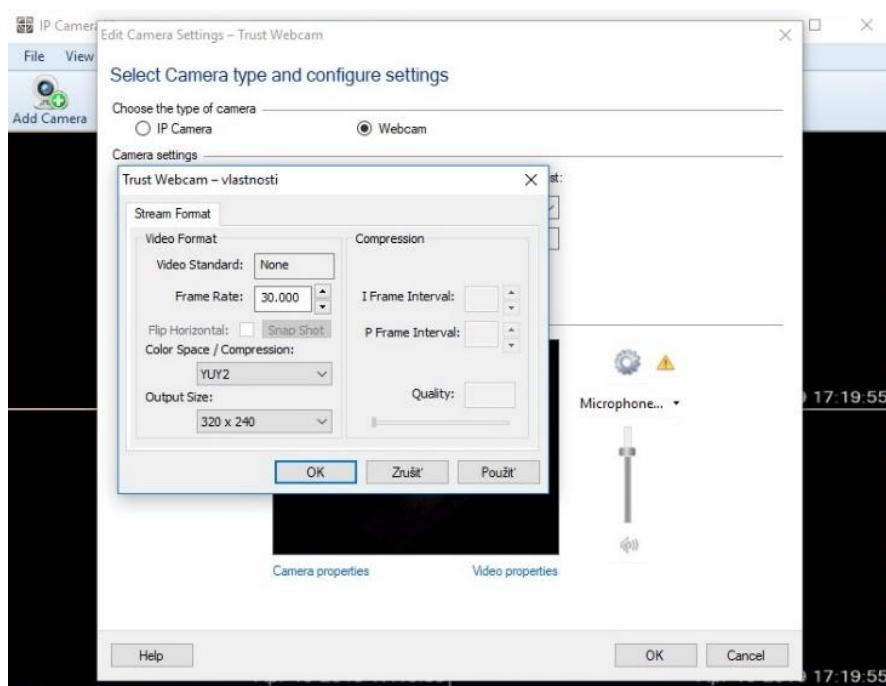 IP Camera
Edit Camera Settings – Trust Webcam
File View
Select Camera type and configure settings
Add Camera
Choose the type of camera
IP Camera
Webcam
Camera settings
Trust Webcam – vlastnosti
st:
Stream Format
Video Format
Compression
Video Standard: None
Frame Rate: 30.000
I Frame Interval:
Flip Horizontal: Snap Shot
P Frame Interval:
Color Space / Compression:
YUY2
Output Size:
Quality:
320 x 240
Microphone...
17:19:55
OK
Zrušiť
Použiť
Camera properties
Video properties
Help
OK
Cancel
17:19:55